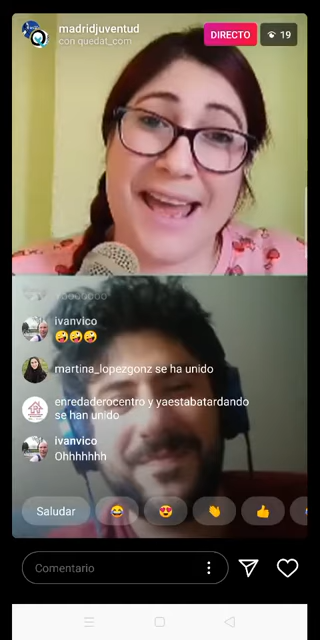 madridjuventud
con quedat_com
DIRECTO
19
ivanvico
🤪🤪🤪
martina_lopezgonz se ha unido
enredaderocentro y yaestabatardando
se han unido
ivanvico
Ohhhhhhh
Saludar
Comentario